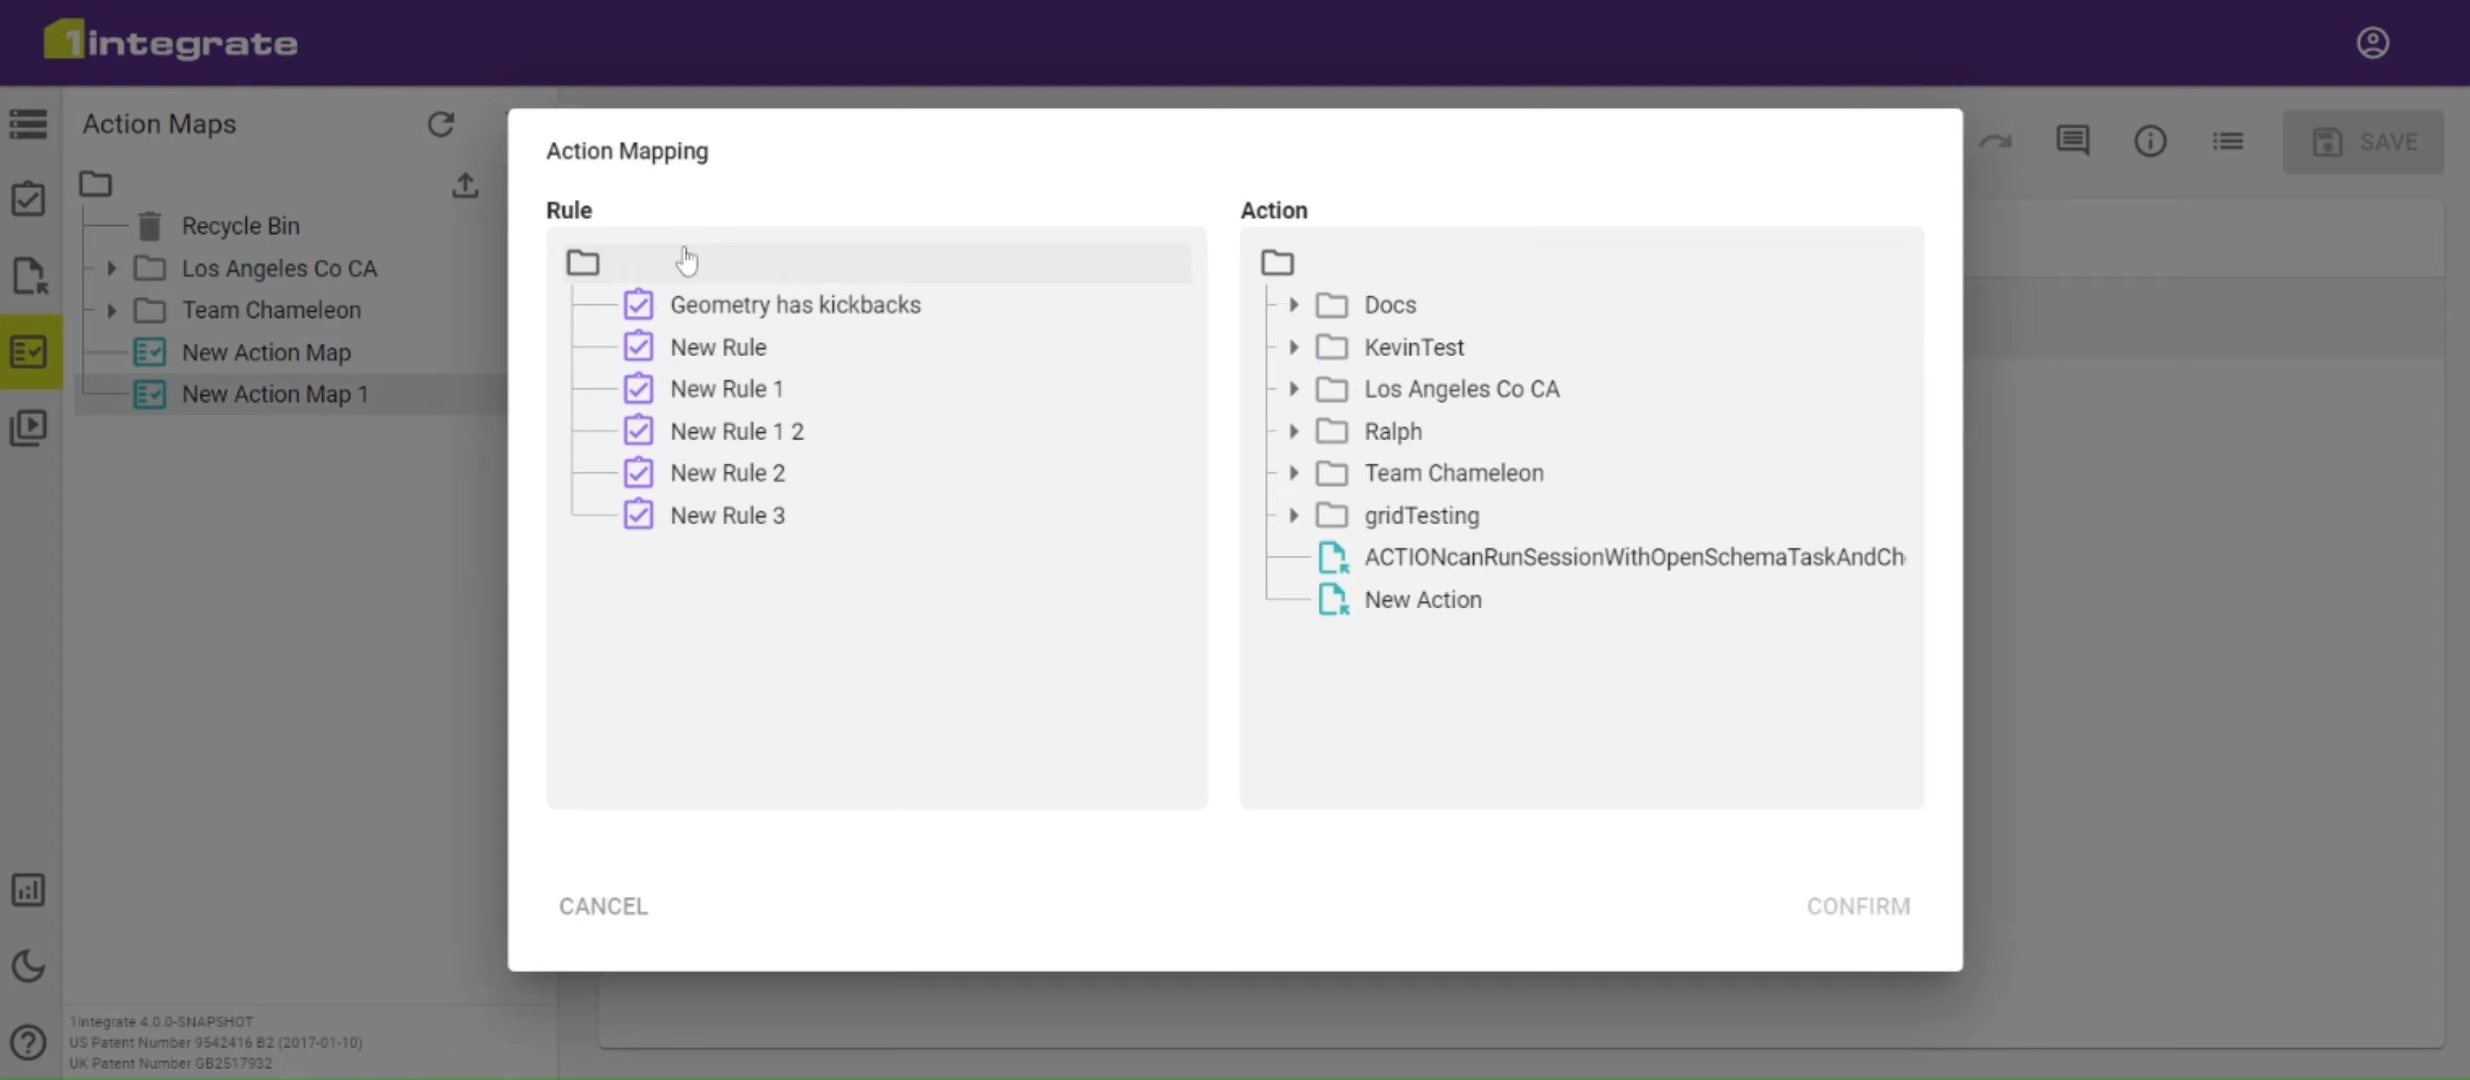 1integrate
Action Maps
Recycle Bin
Los Angeles Co CA
Team Chameleon
New Action Map
New Action Map 1
1Integrate 4.0.0-SNAPSHOT
US Patent Number 9542416 B2 (2017-01-10)
UK Patent Number GB2517932
SAVE
Action Mapping
Rule
Geometry has kickbacks
New Rule
New Rule 1
New Rule 1 2
New Rule 2
New Rule 3
Action
Docs
KevinTest
Los Angeles Co CA
Ralph
Team Chameleon
gridTesting
ACTIONcanRunSessionWithOpenSchemaTaskAndCh
New Action
CANCEL
CONFIRM